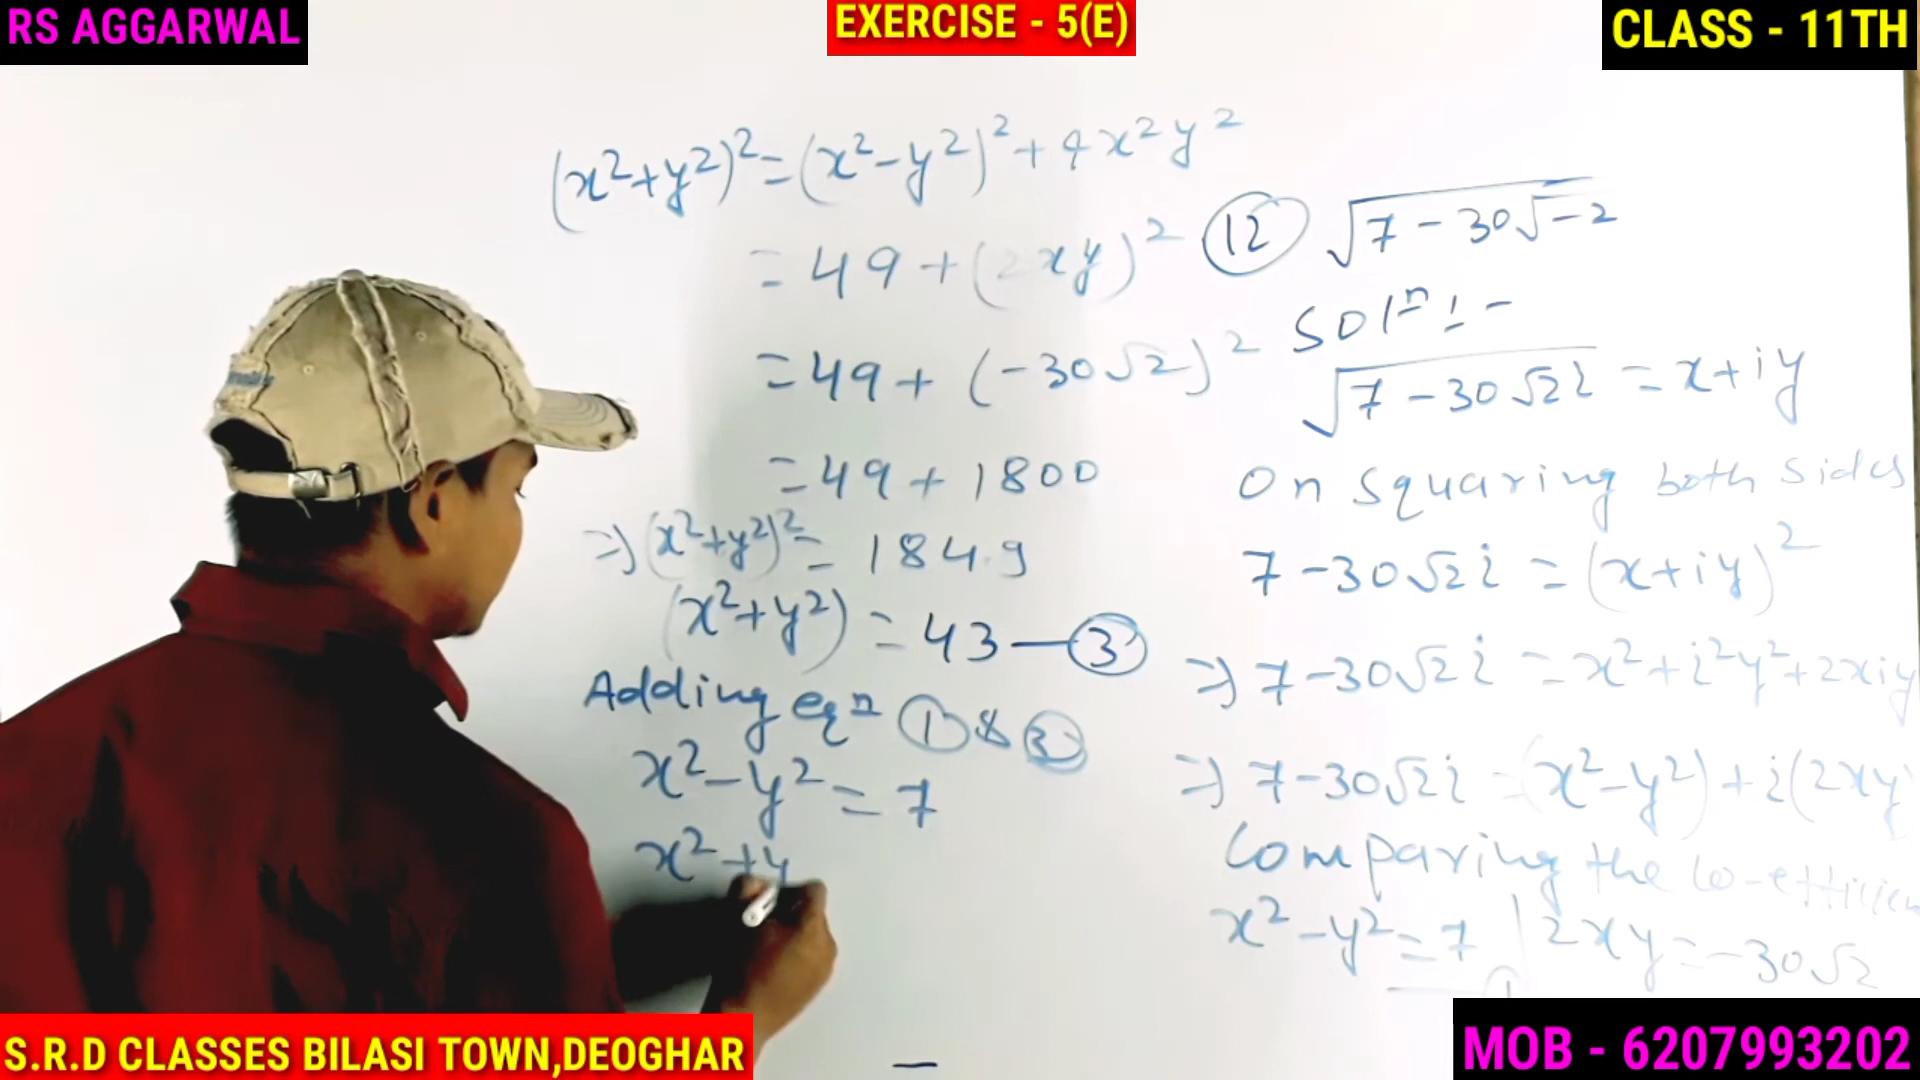 RS AGGARWAL
EXERCISE - 5(E)
CLASS - 11TH
(x²+y²)² = (x²-y²)² + 4x²y²
= 49 + (2xy)²
= 49 + (-30√2)²
= 49 + 1800
⇒ (x²+y²)² = 1849
(x²+y²) = 43 — ③
Adding eqn ① & ③
x² - y² = 7
x² + y
⑫ √(7 - 30√-2)
Solⁿ :-
√(7 - 30√2 i) = x + iy
On squaring both sides
7 - 30√2 i = (x + iy)²
⇒ 7 - 30√2 i = x² + i²y² + 2xiy
⇒ 7 - 30√2 i = (x² - y²) + i(2xy)
Comparing the co-efficien
x² - y² = 7 | 2xy = -30√2
S.R.D CLASSES BILASI TOWN,DEOGHAR
MOB - 6207993202